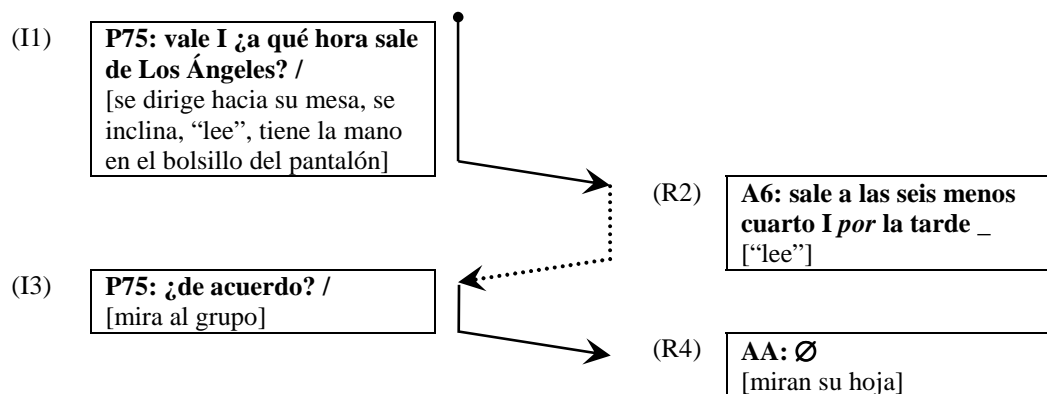 (I1) P75: vale I ¿a qué hora sale
de Los Ángeles? /
[se dirige hacia su mesa, se
inclina, “lee”, tiene la mano
en el bolsillo del pantalón]
(R2) A6: sale a las seis menos
cuarto I por la tarde _
[“lee”]
(I3) P75: ¿de acuerdo? /
[mira al grupo]
(R4) AA: Ø
[miran su hoja]